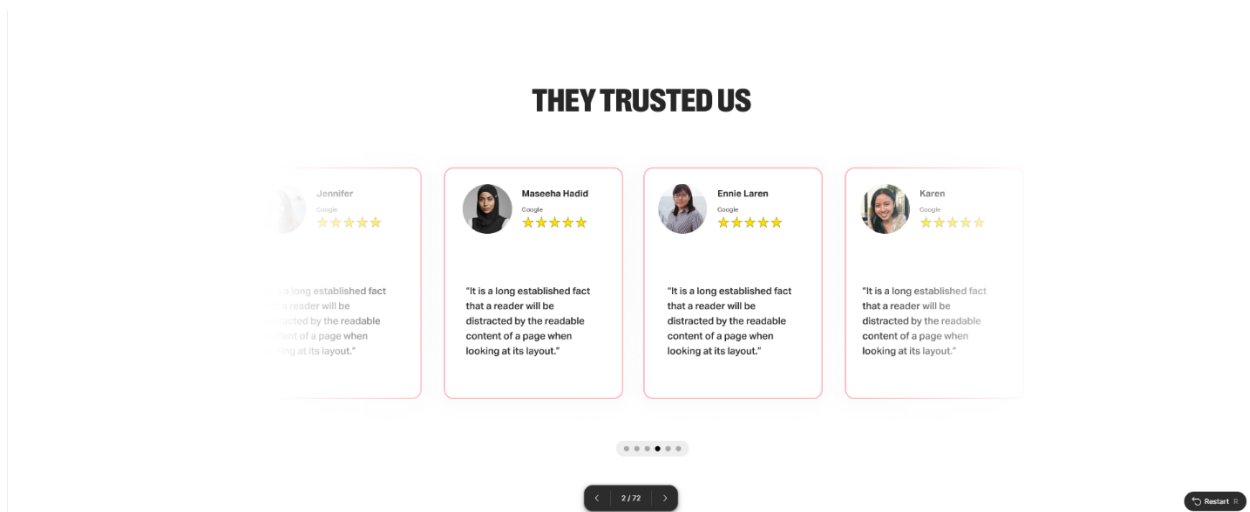 THEY TRUSTED US
Jennifer
Google
is a long established fact
a reader will be
distracted by the readable
content of a page when
looking at its layout."
Maseeha Hadid
Google
"It is a long established fact
that a reader will be
distracted by the readable
content of a page when
looking at its layout."
Ennie Laren
Google
"It is a long established fact
that a reader will be
distracted by the readable
content of a page when
looking at its layout."
Karen
Google
"It is a long established fact
that a reader will be
distracted by the readable
content of a page when
looking at its layout."
2 / 72
Restart R